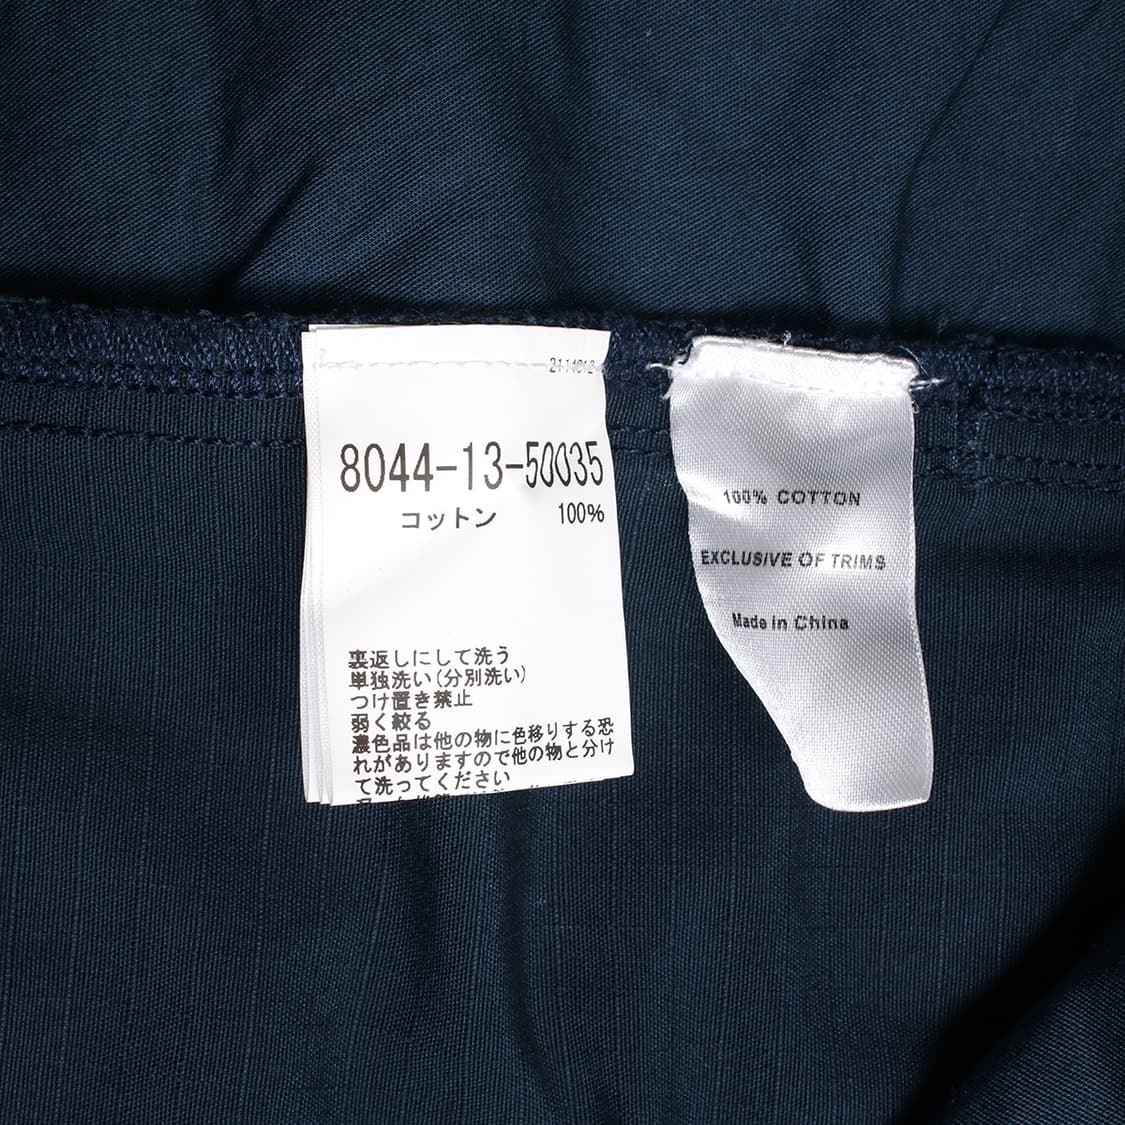 8044-13-50035
コットン 100%
裏返しにして洗う
単独洗い(分別洗い)
つけ置き禁止
弱く絞る
濃色品は他の物に色移りする恐
れがありますので他の物と分け
て洗ってください
100% COTTON
EXCLUSIVE OF TRIMS
Made in China